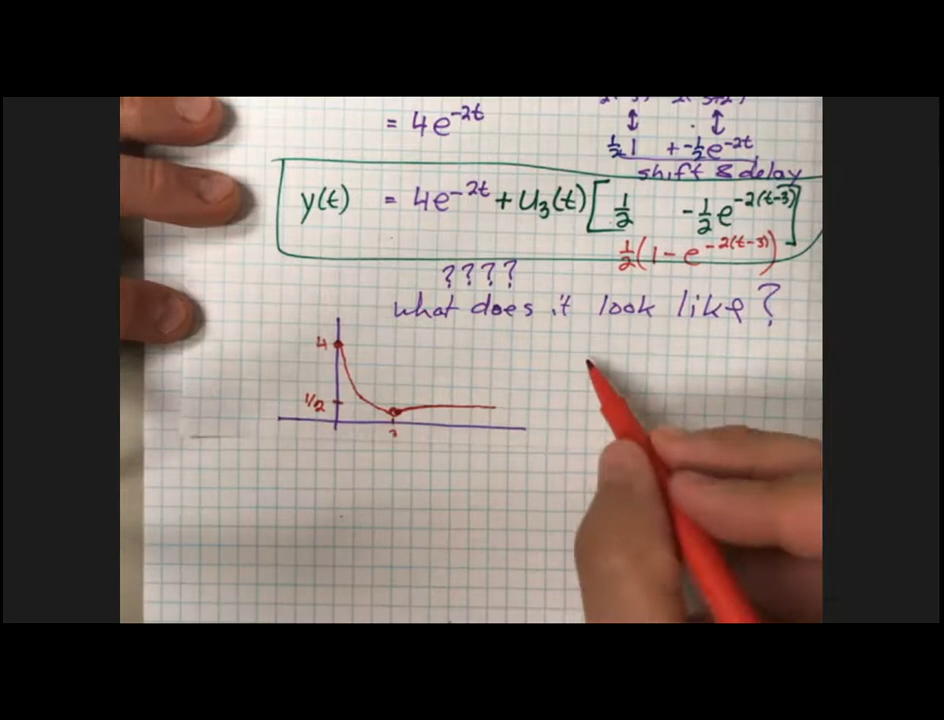 = 4e^{-2t}
↕ ↕
½ 1 + -½e^{-2t}
shift & delay
y(t) = 4e^{-2t} + U₃(t) [ ½ -½e^{-2(t-3)} ]
½(1 - e^{-2(t-3)})
????
what does it look like?
4
1/2